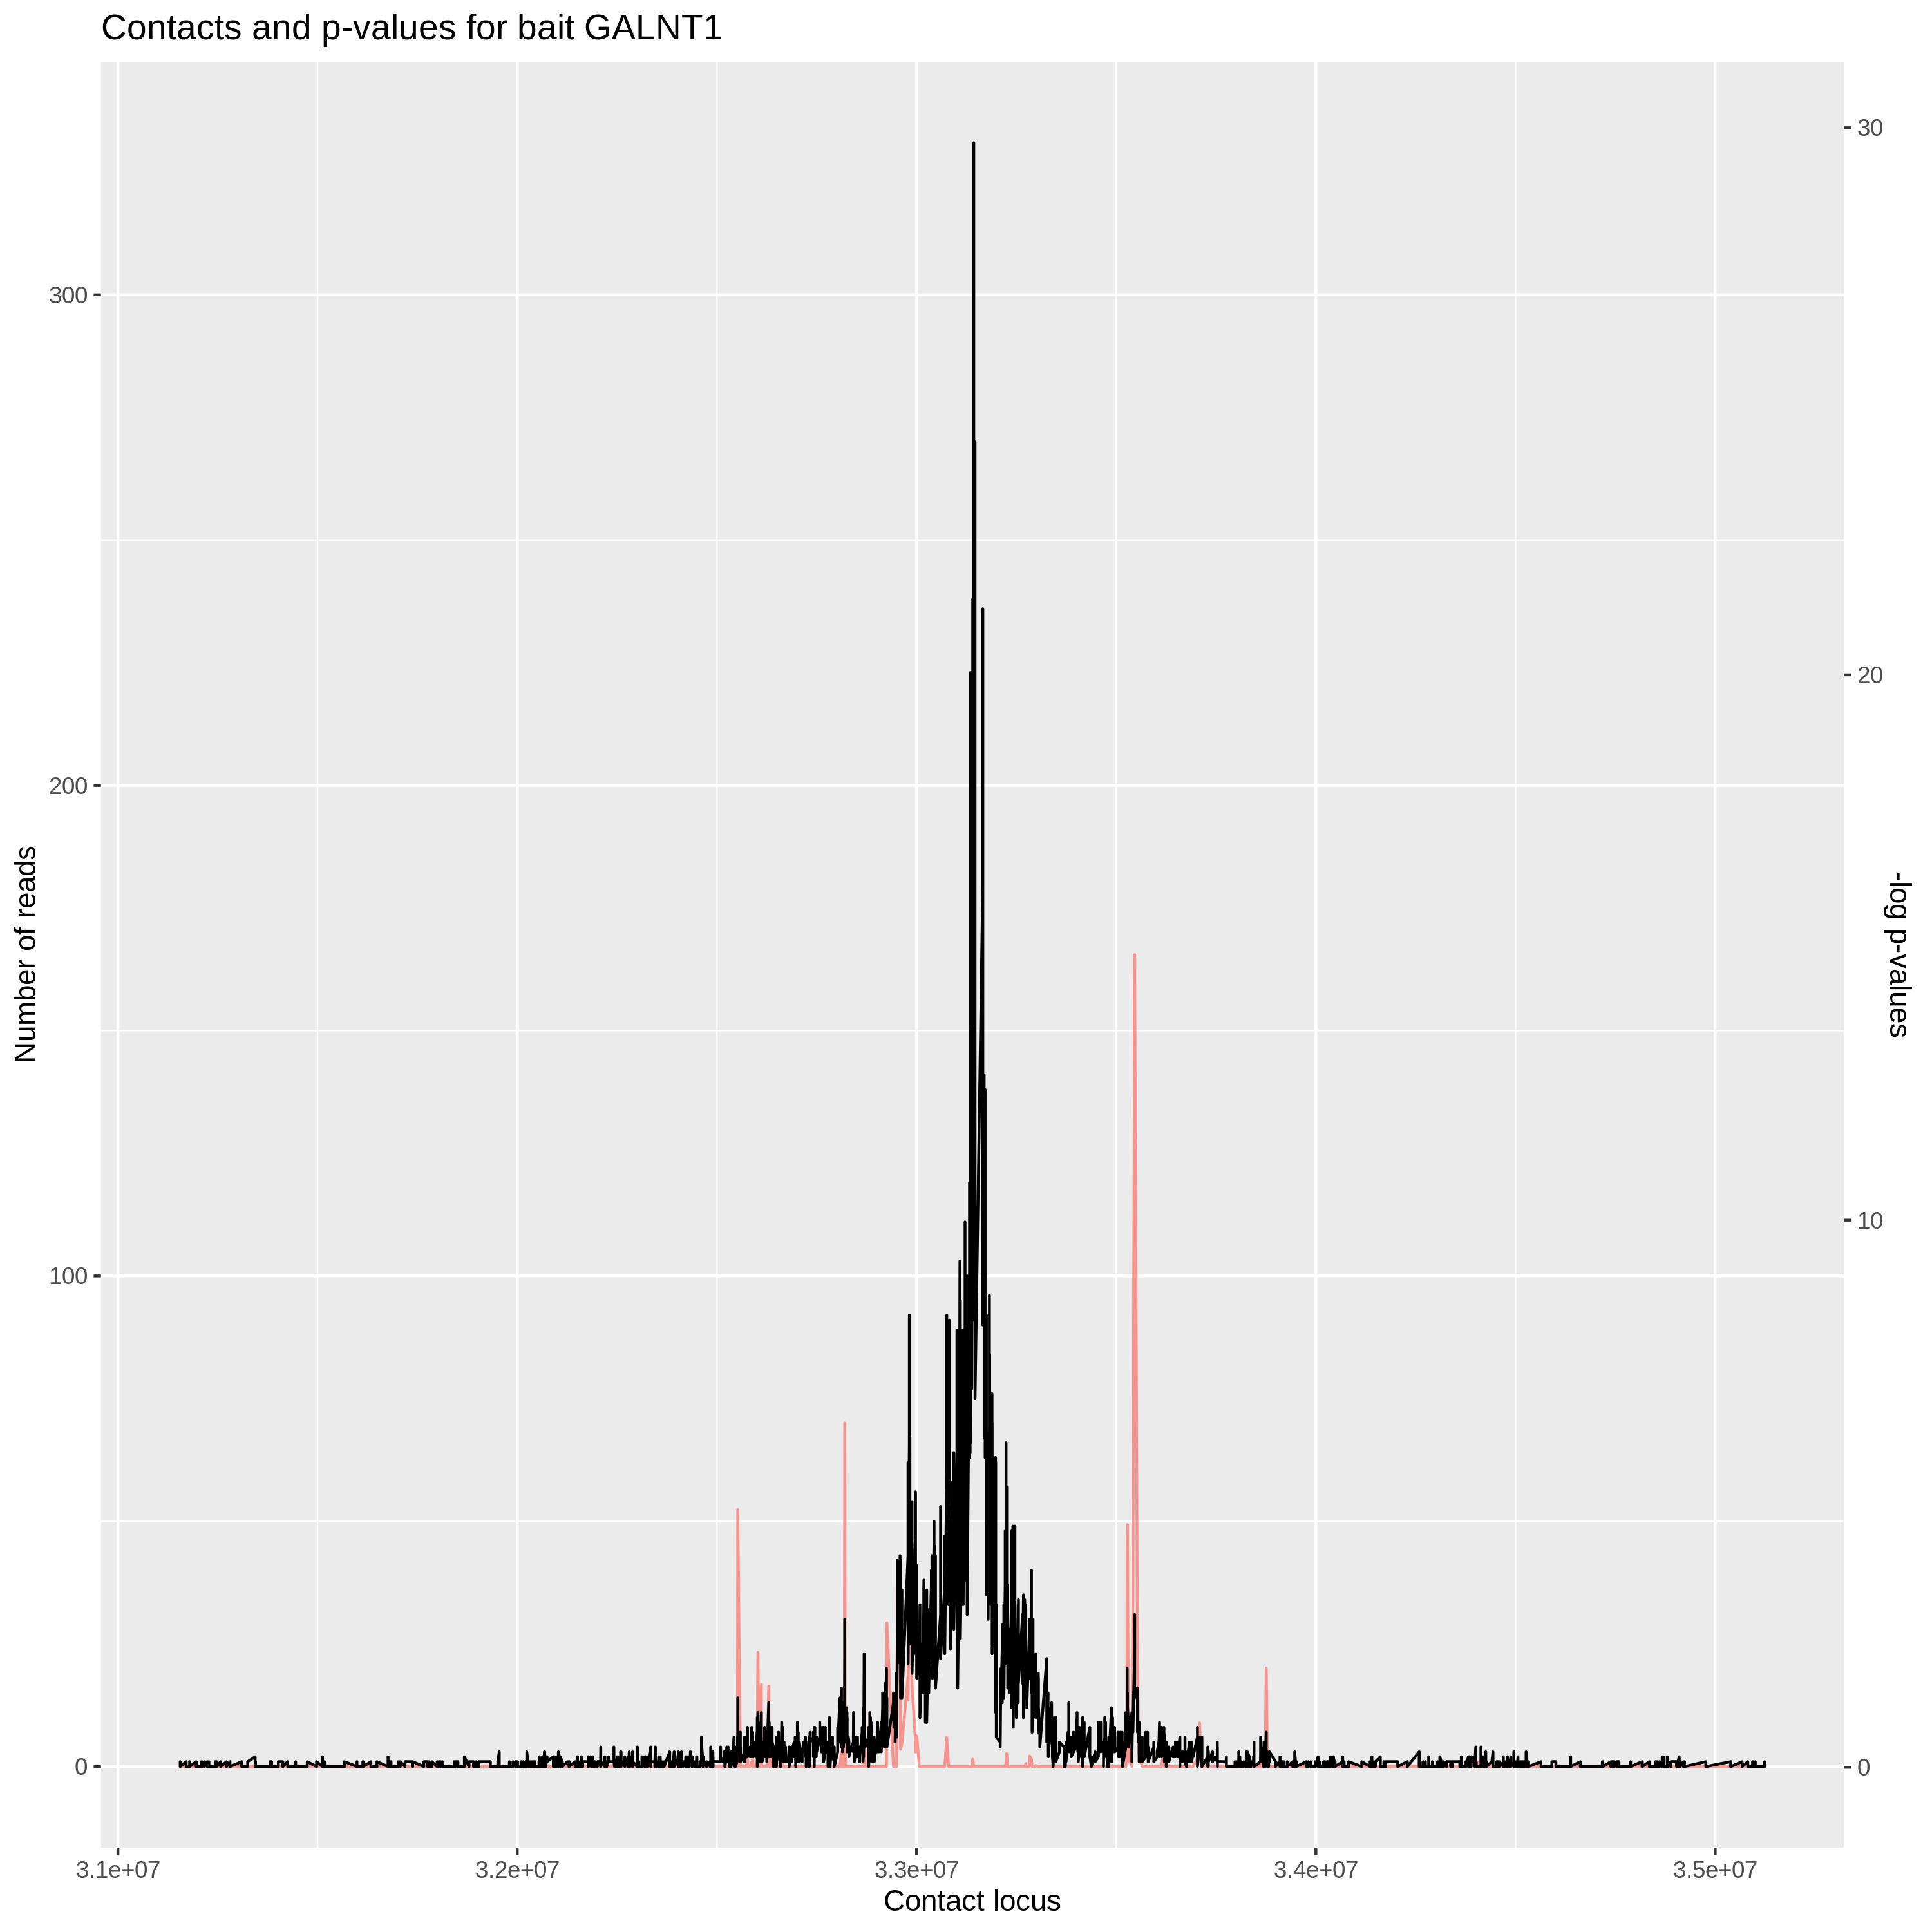 Contacts and p-values for bait GALNT1
300
200
100
0
Number of reads
30
20
10
0
-log p-values
3.1e+07
3.2e+07
3.3e+07
3.4e+07
3.5e+07
Contact locus